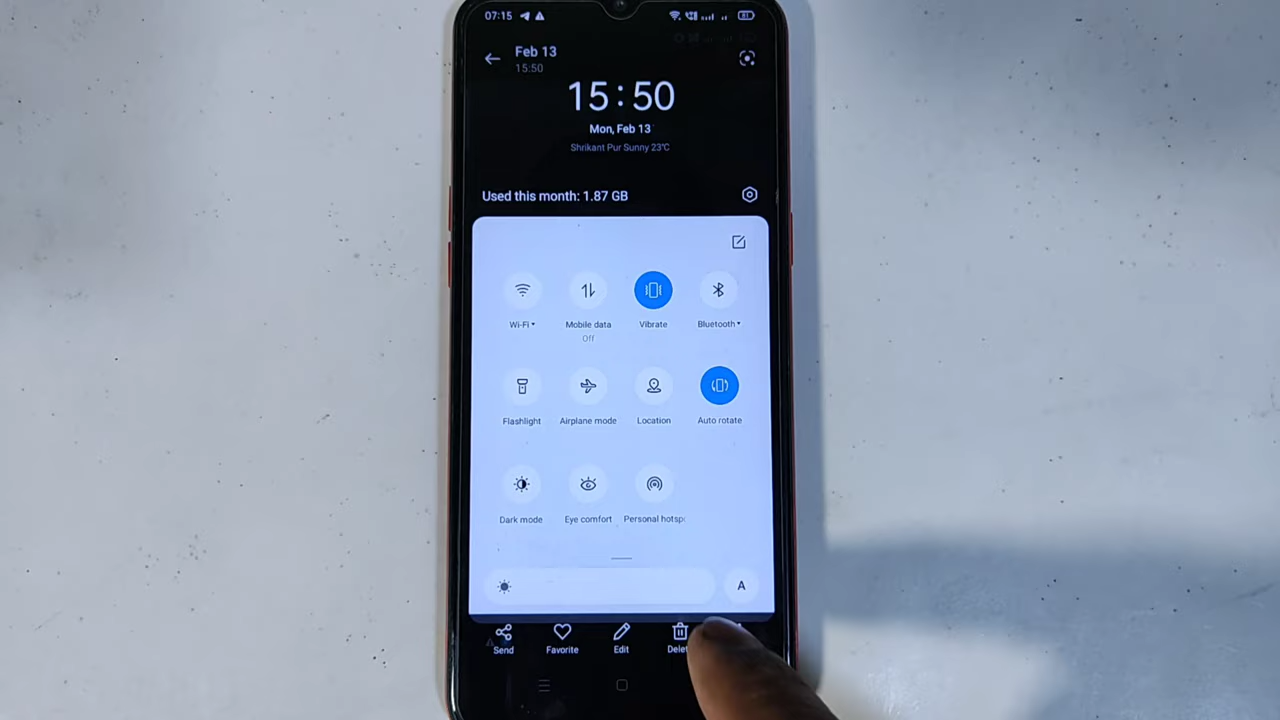 07:15
81
Feb 13
15:50
15:50
Mon, Feb 13
Shrikant Pur Sunny 23℃
Used this month: 1.87 GB
Wi-Fi Mobile data Vibrate Bluetooth
Off
Flashlight Airplane mode Location Auto rotate
Dark mode Eye comfort Personal hotsp
A
Send Favorite Edit Delet